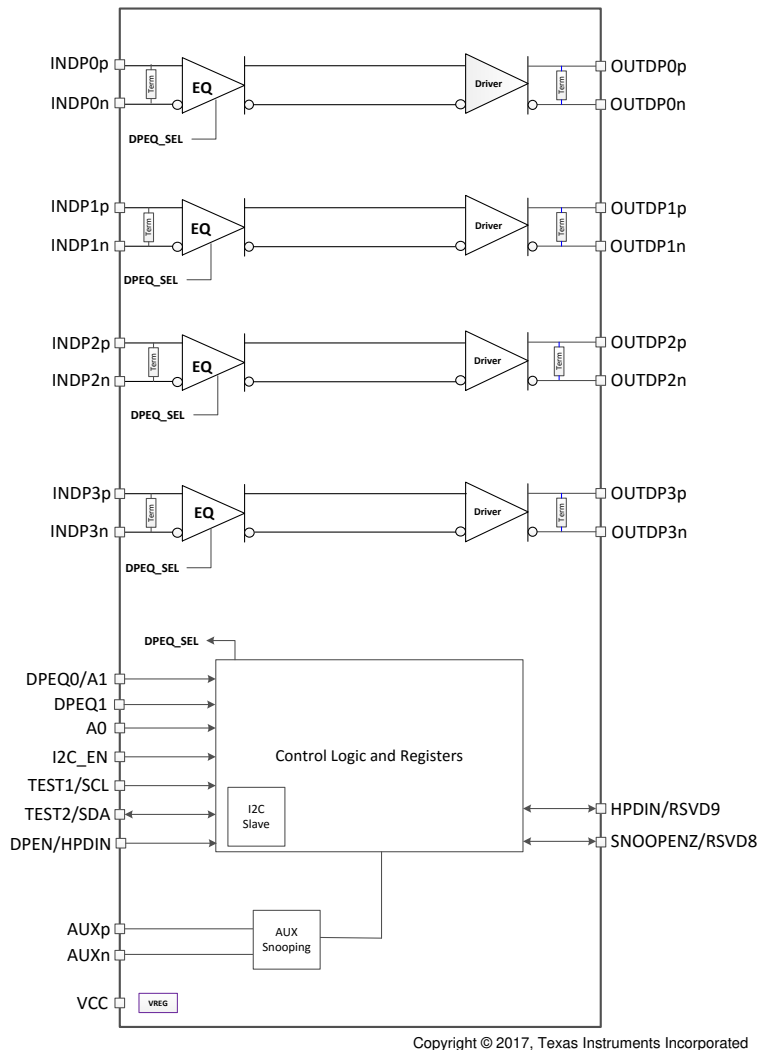 INDP0p
Term
EQ
Driver
Term
OUTDP0p
INDP0n
OUTDP0n
DPEQ_SEL
INDP1p
Term
EQ
Driver
Term
OUTDP1p
INDP1n
OUTDP1n
DPEQ_SEL
INDP2p
Term
EQ
Driver
Term
OUTDP2p
INDP2n
OUTDP2n
DPEQ_SEL
INDP3p
Term
EQ
Driver
Term
OUTDP3p
INDP3n
OUTDP3n
DPEQ_SEL
DPEQ_SEL
DPEQ0/A1
DPEQ1
A0
I2C_EN
TEST1/SCL
TEST2/SDA
DPEN/HPDIN
Control Logic and Registers
I2C
Slave
HPDIN/RSVD9
SNOOPENZ/RSVD8
AUXp
AUXn
AUX
Snooping
VCC
VREG
Copyright © 2017, Texas Instruments Incorporated